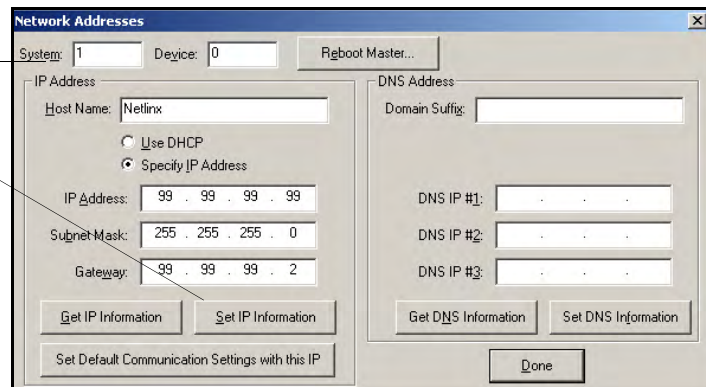 Network Addresses
System: 1 Device: 0 Reboot Master...
IP Address
Host Name: Netlinx
Use DHCP
Specify IP Address
IP Address: 99 . 99 . 99 . 99
Subnet Mask: 255 . 255 . 255 . 0
Gateway: 99 . 99 . 99 . 2
Get IP Information Set IP Information
Set Default Communication Settings with this IP
DNS Address
Domain Suffix:
DNS IP #1: . . .
DNS IP #2: . . .
DNS IP #3: . . .
Get DNS Information Set DNS Information
Done